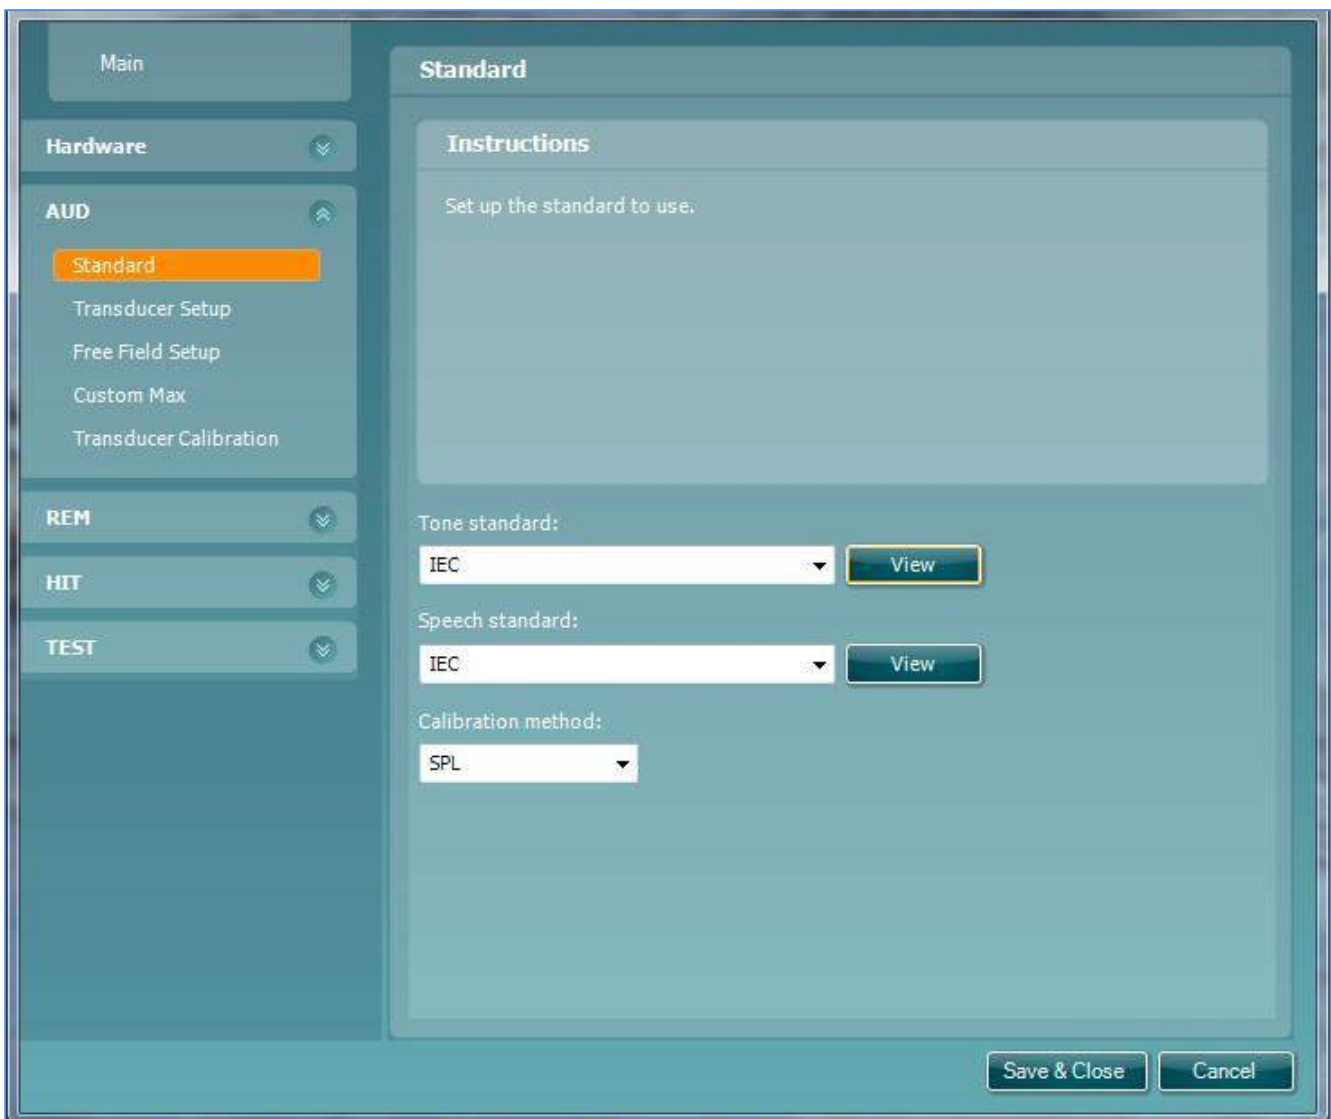 Main
Hardware
AUD
Standard
Transducer Setup
Free Field Setup
Custom Max
Transducer Calibration
REM
HIT
TEST
Standard
Instructions
Set up the standard to use.
Tone standard:
IEC
View
Speech standard:
IEC
View
Calibration method:
SPL
Save & Close
Cancel